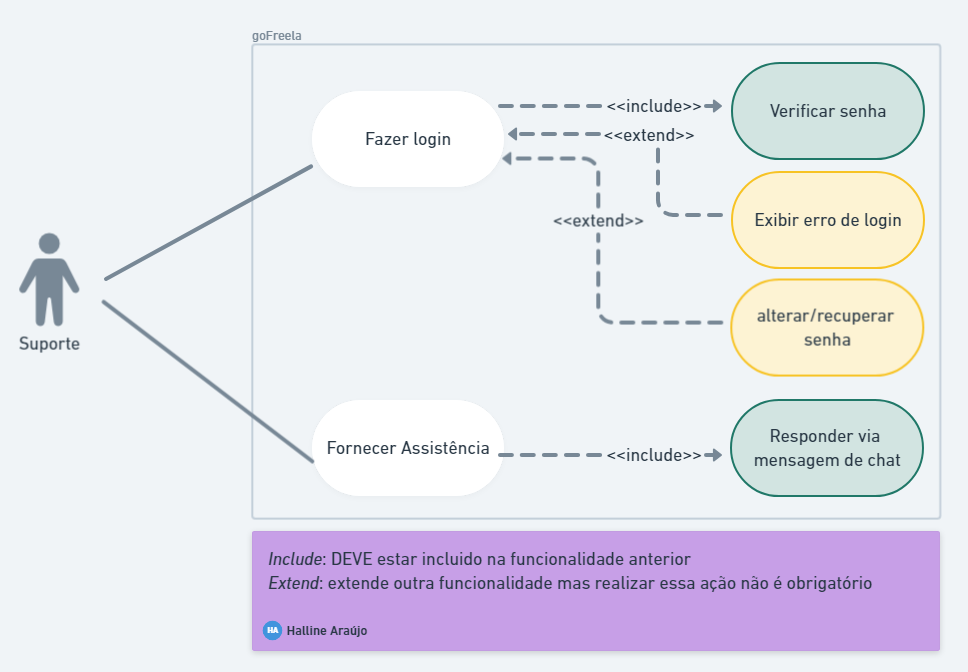 goFreela
Fazer login
<<include>>
Verificar senha
<<extend>>
Exibir erro de login
<<extend>>
alterar/recuperar
senha
Suporte
Fornecer Assistência
<<include>>
Responder via
mensagem de chat
Include: DEVE estar incluido na funcionalidade anterior
Extend: extende outra funcionalidade mas realizar essa ação não é obrigatório
HA Halline Araújo